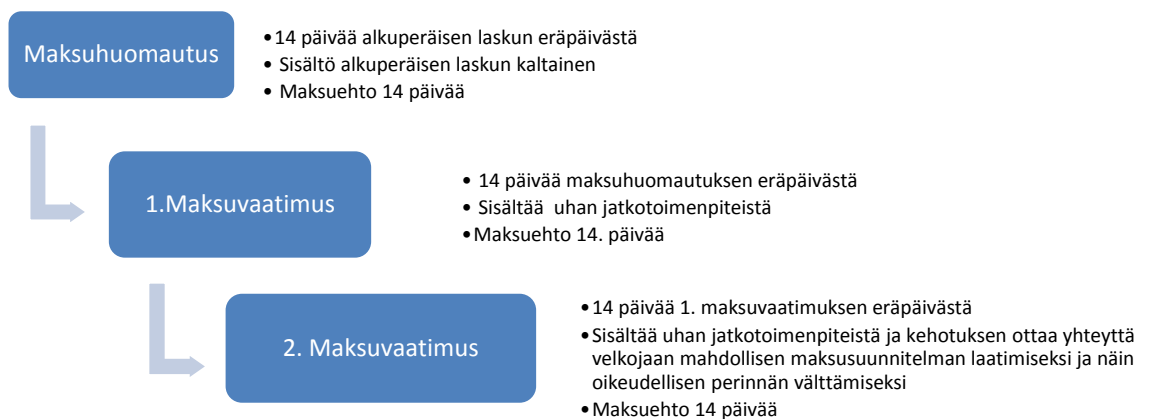 Maksuhuomautus
•14 päivää alkuperäisen laskun eräpäivästä
• Sisältö alkuperäisen laskun kaltainen
• Maksuehto 14 päivää
1.Maksuvaatimus
• 14 päivää maksuhuomautuksen eräpäivästä
• Sisältää uhan jatkotoimenpiteistä
•Maksuehto 14. päivää
2. Maksuvaatimus
•14 päivää 1. maksuvaatimuksen eräpäivästä
•Sisältää uhan jatkotoimenpiteistä ja kehotuksen ottaa yhteyttä
velkojaan mahdollisen maksusuunnitelman laatimiseksi ja näin
oikeudellisen perinnän välttämiseksi
•Maksuehto 14 päivää